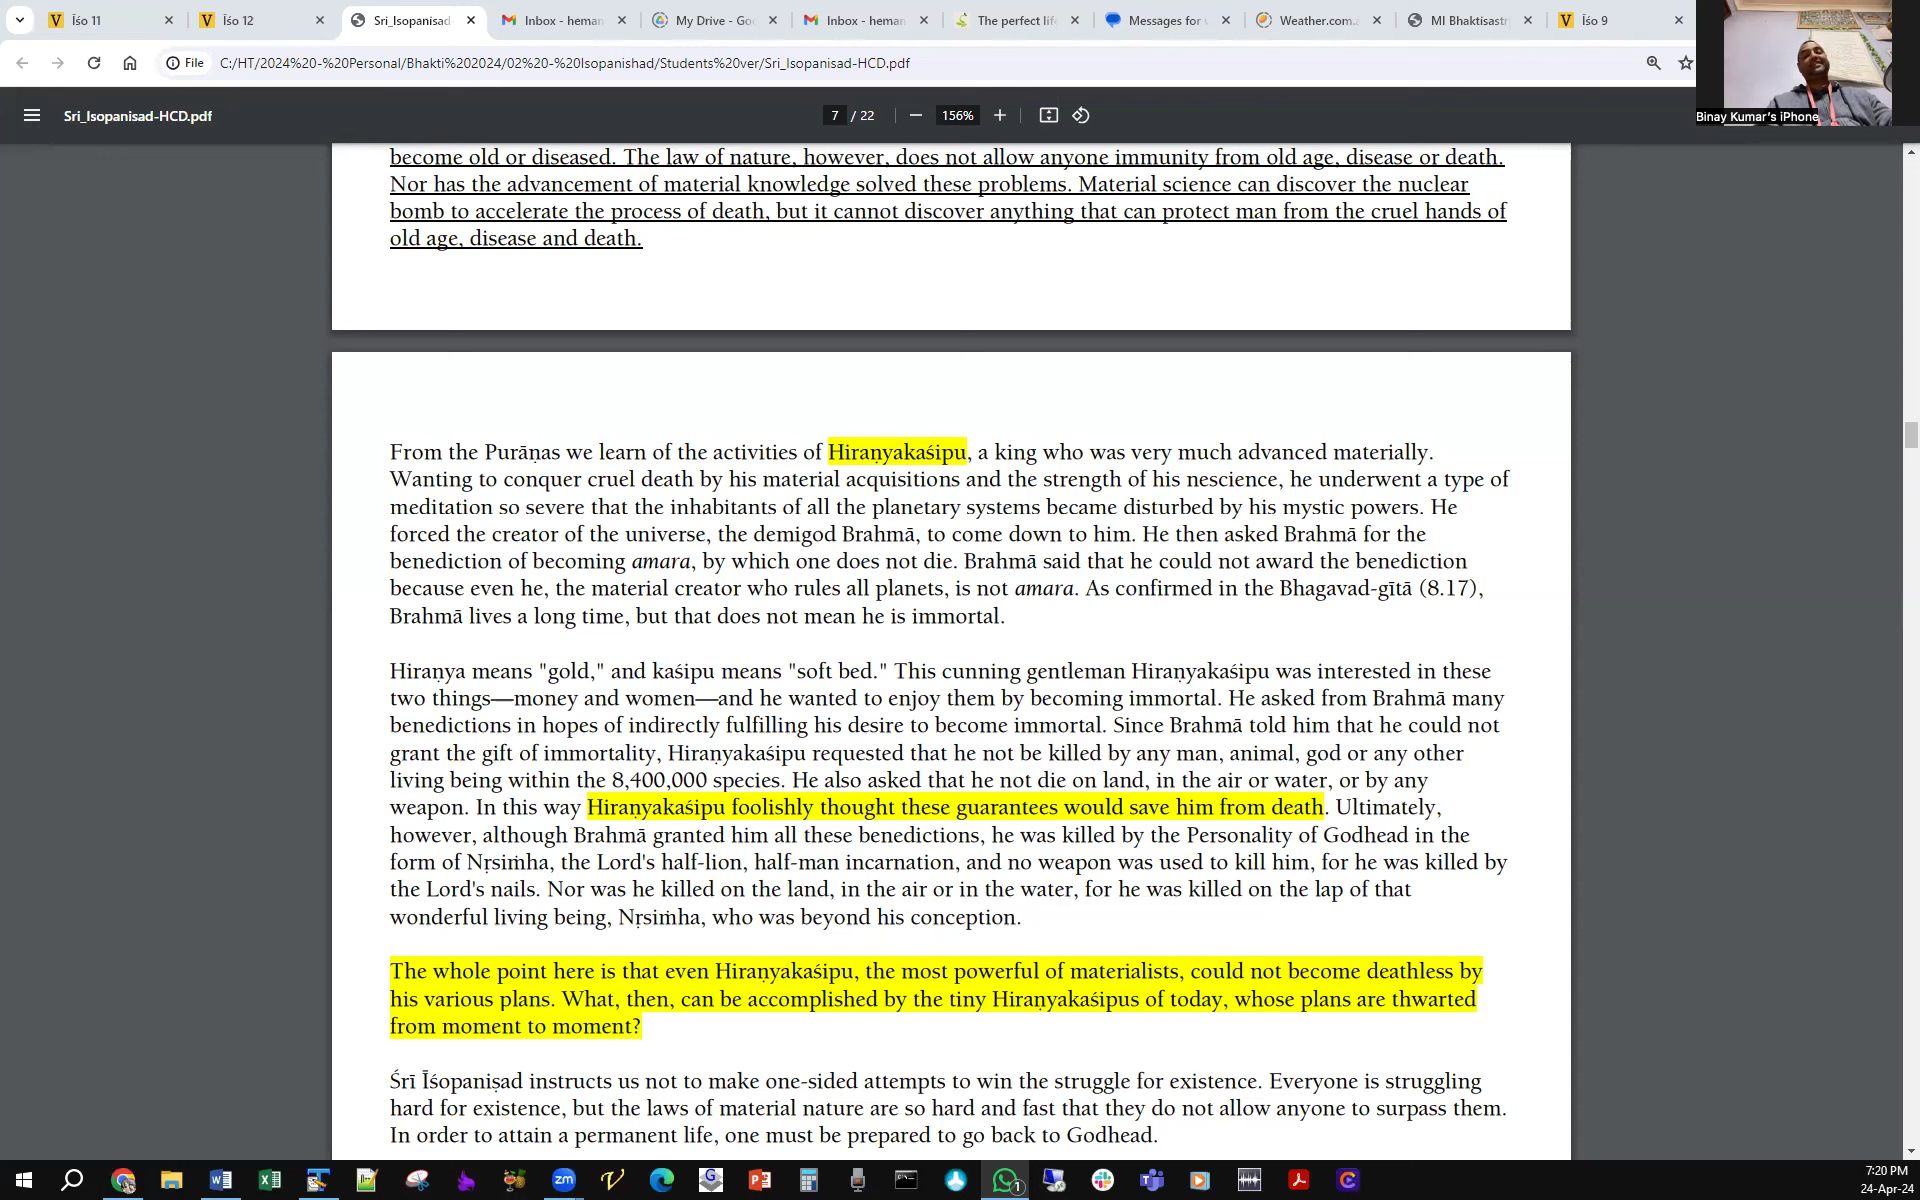 Īśo 11
Īśo 12
Sri_Isopanisad-
Inbox - heman
My Drive - Goo
Inbox - heman
The perfect life
Messages for w
Weather.com.a
MI Bhaktisastr
Īśo 9
File
C:/HT/2024%20-%20Personal/Bhakti%202024/02%20-%20Isopanishad/Students%20ver/Sri_Isopanisad-HCD.pdf
Sri_Isopanisad-HCD.pdf
7 / 22
156%
Binay Kumar's iPhone
become old or diseased. The law of nature, however, does not allow anyone immunity from old age, disease or death.
Nor has the advancement of material knowledge solved these problems. Material science can discover the nuclear
bomb to accelerate the process of death, but it cannot discover anything that can protect man from the cruel hands of
old age, disease and death.
From the Purāṇas we learn of the activities of Hiraṇyakaśipu, a king who was very much advanced materially.
Wanting to conquer cruel death by his material acquisitions and the strength of his nescience, he underwent a type of
meditation so severe that the inhabitants of all the planetary systems became disturbed by his mystic powers. He
forced the creator of the universe, the demigod Brahmā, to come down to him. He then asked Brahmā for the
benediction of becoming amara, by which one does not die. Brahmā said that he could not award the benediction
because even he, the material creator who rules all planets, is not amara. As confirmed in the Bhagavad-gītā (8.17),
Brahmā lives a long time, but that does not mean he is immortal.
Hiraṇya means "gold," and kaśipu means "soft bed." This cunning gentleman Hiraṇyakaśipu was interested in these
two things—money and women—and he wanted to enjoy them by becoming immortal. He asked from Brahmā many
benedictions in hopes of indirectly fulfilling his desire to become immortal. Since Brahmā told him that he could not
grant the gift of immortality, Hiraṇyakaśipu requested that he not be killed by any man, animal, god or any other
living being within the 8,400,000 species. He also asked that he not die on land, in the air or water, or by any
weapon. In this way Hiraṇyakaśipu foolishly thought these guarantees would save him from death. Ultimately,
however, although Brahmā granted him all these benedictions, he was killed by the Personality of Godhead in the
form of Nṛsiṁha, the Lord's half-lion, half-man incarnation, and no weapon was used to kill him, for he was killed by
the Lord's nails. Nor was he killed on the land, in the air or in the water, for he was killed on the lap of that
wonderful living being, Nṛsiṁha, who was beyond his conception.
The whole point here is that even Hiraṇyakaśipu, the most powerful of materialists, could not become deathless by
his various plans. What, then, can be accomplished by the tiny Hiraṇyakaśipus of today, whose plans are thwarted
from moment to moment?
Śrī Īśopaniṣad instructs us not to make one-sided attempts to win the struggle for existence. Everyone is struggling
hard for existence, but the laws of material nature are so hard and fast that they do not allow anyone to surpass them.
In order to attain a permanent life, one must be prepared to go back to Godhead.
7:20 PM
24-Apr-24